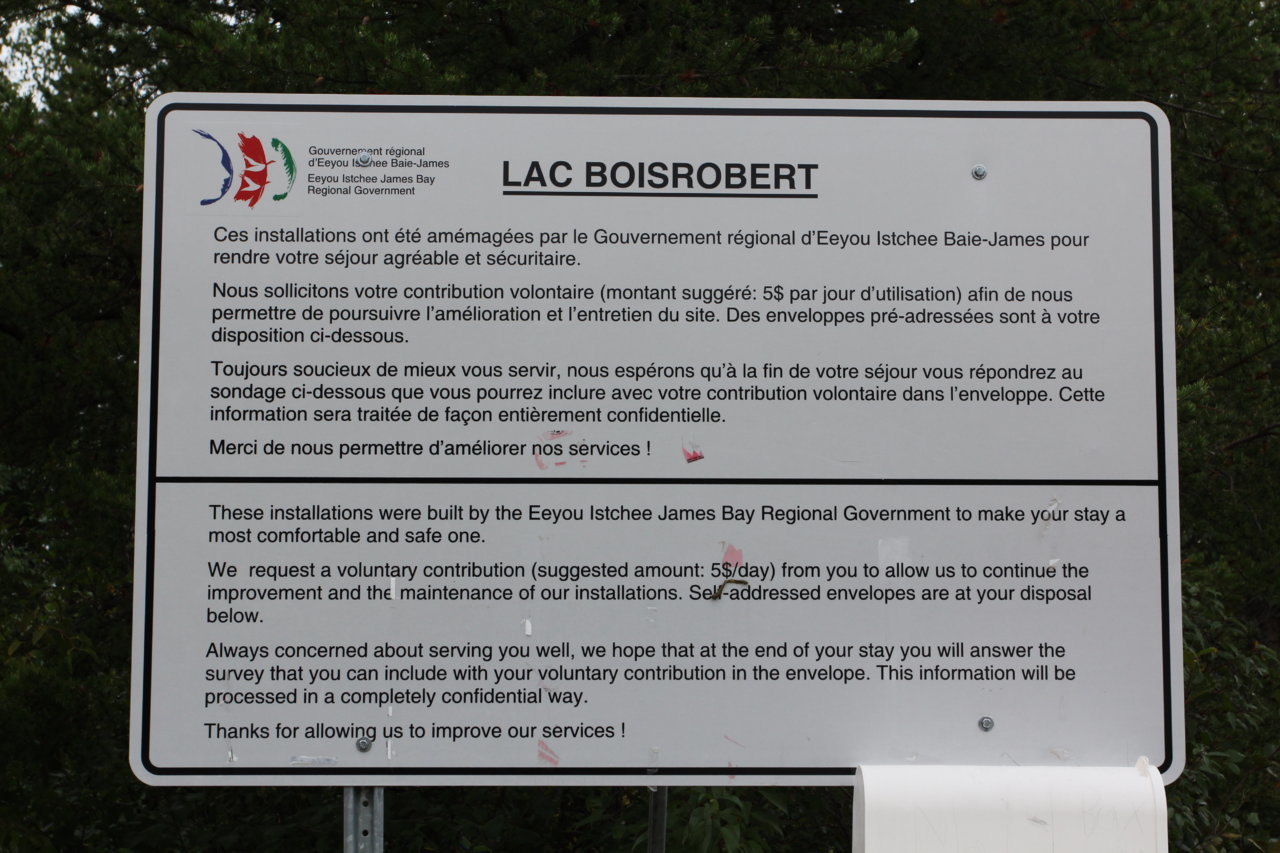 Gouvernement régional
d'Eeyou Istchee Baie-James
Eeyou Istchee James Bay
Regional Government
LAC BOISROBERT
Ces installations ont été amémagées par le Gouvernement régional d'Eeyou Istchee Baie-James pour
rendre votre séjour agréable et sécuritaire.
Nous sollicitons votre contribution volontaire (montant suggéré: 5$ par jour d'utilisation) afin de nous
permettre de poursuivre l'amélioration et l'entretien du site. Des enveloppes pré-adressées sont à votre
disposition ci-dessous.
Toujours soucieux de mieux vous servir, nous espérons qu'à la fin de votre séjour vous répondrez au
sondage ci-dessous que vous pourrez inclure avec votre contribution volontaire dans l'enveloppe. Cette
information sera traitée de façon entièrement confidentielle.
Merci de nous permettre d'améliorer nos services !
These installations were built by the Eeyou Istchee James Bay Regional Government to make your stay a
most comfortable and safe one.
We request a voluntary contribution (suggested amount: 5$/day) from you to allow us to continue the
improvement and the maintenance of our installations. Self-addressed envelopes are at your disposal
below.
Always concerned about serving you well, we hope that at the end of your stay you will answer the
survey that you can include with your voluntary contribution in the envelope. This information will be
processed in a completely confidential way.
Thanks for allowing us to improve our services !